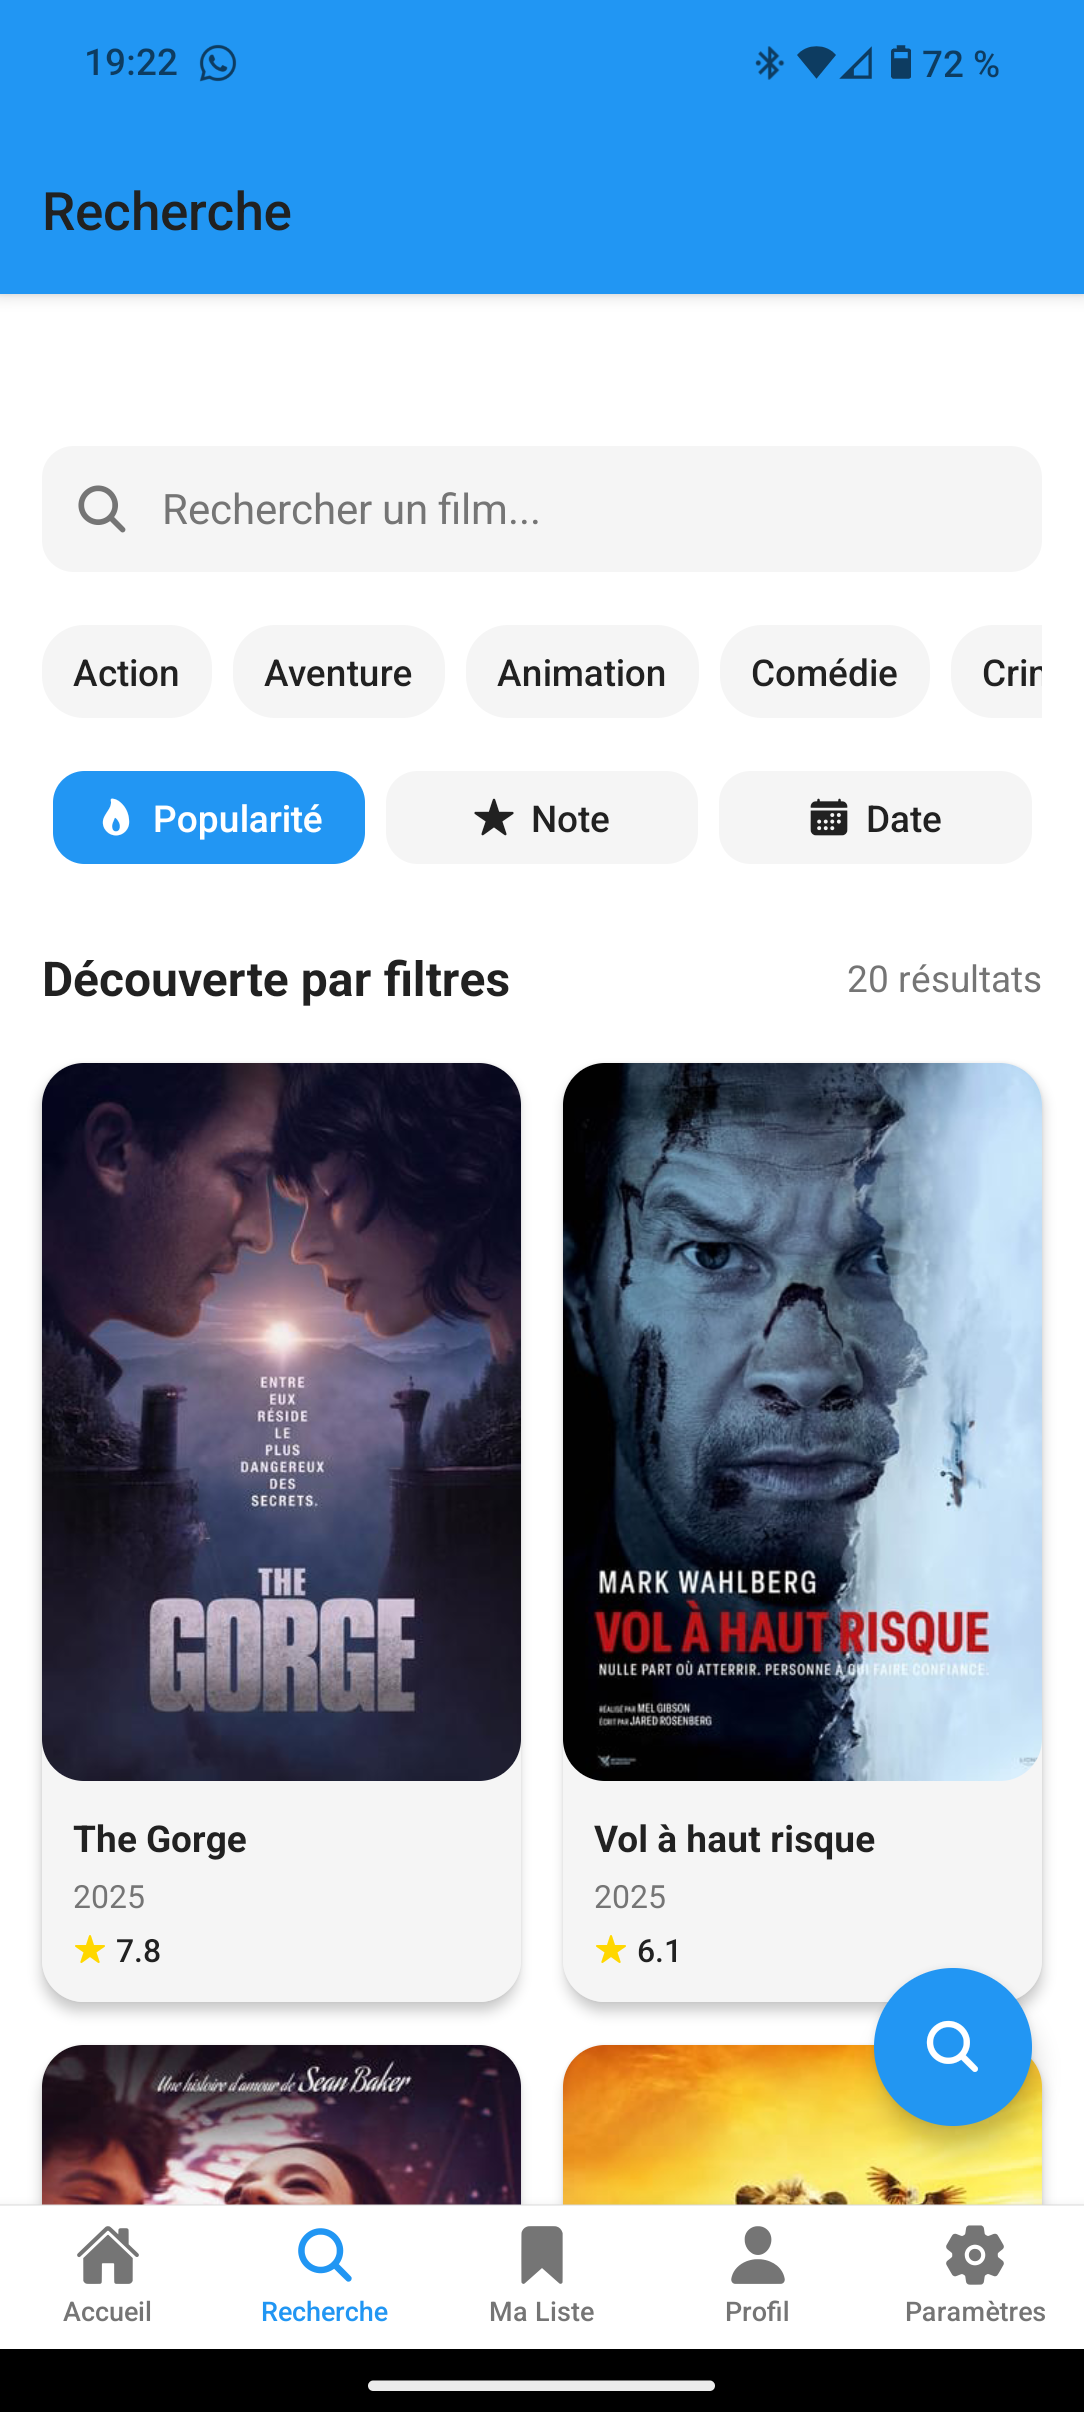 19:22
72 %
Recherche
Rechercher un film...
Action
Aventure
Animation
Comédie
Crir
Popularité
Note
Date
Découverte par filtres
20 résultats
ENTRE
EUX
RÉSIDE
LE
PLUS
DANGEREUX
DES
SECRETS.
THE
GORGE
The Gorge
2025
7.8
MARK WAHLBERG
VOL À HAUT RISQUE
NULLE PART OÙ ATTERRIR. PERSONNE À QUI FAIRE CONFIANCE.
RÉALISÉ PAR MEL GIBSON
ÉCRIT PAR JARED ROSENBERG
Vol à haut risque
2025
6.1
Une histoire d'amour de Sean Baker
Accueil
Recherche
Ma Liste
Profil
Paramètres